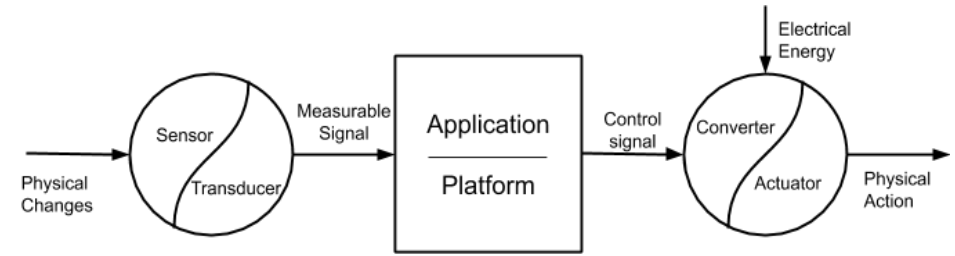 Physical
Changes
Sensor
Transducer
Measurable
Signal
Application
Platform
Control
signal
Electrical
Energy
Converter
Actuator
Physical
Action